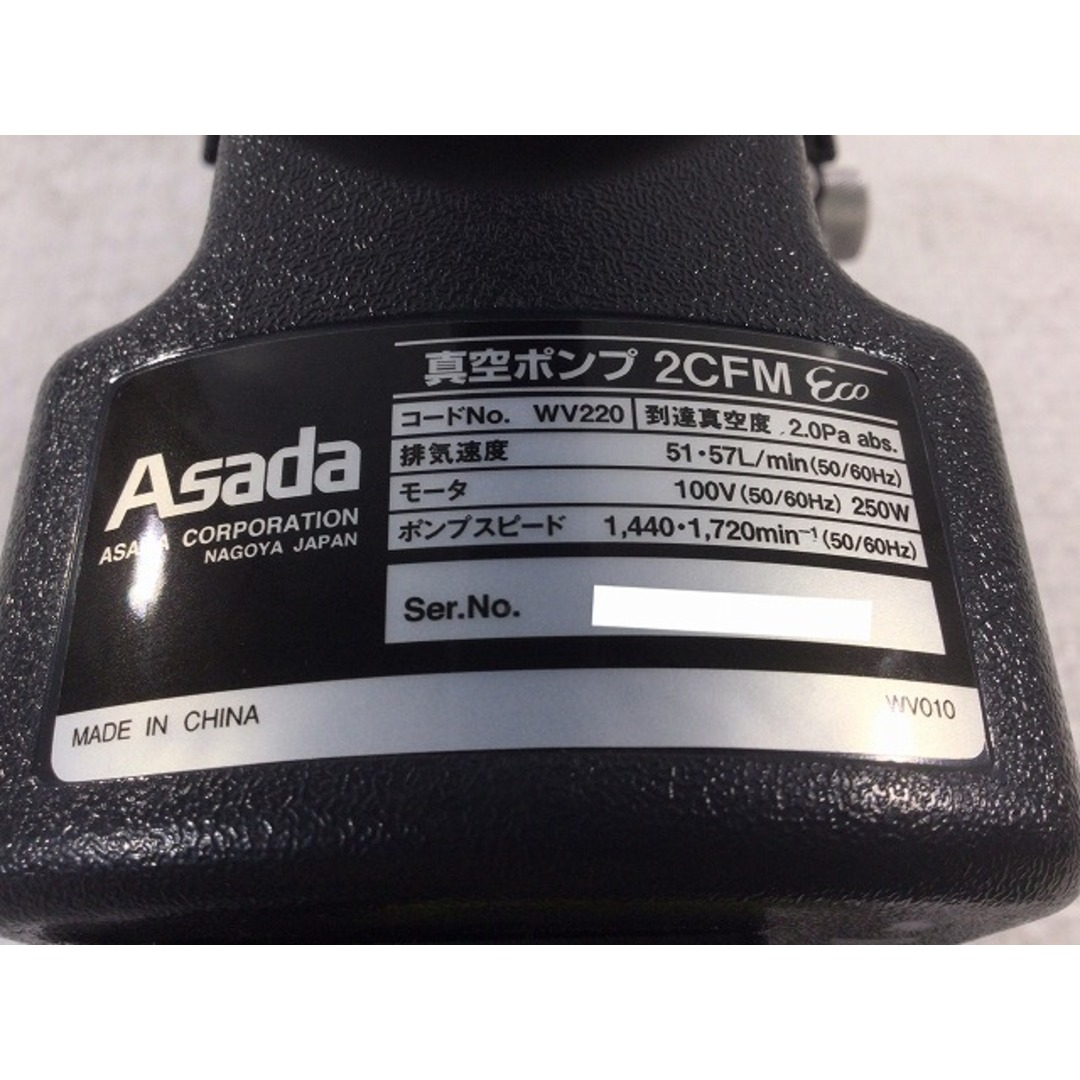 Asada
ASADA CORPORATION
NAGOYA JAPAN
真空ポンプ 2CFM Eco
コードNo. WV220 到達真空度 2.0Pa abs.
排気速度 51・57L/min(50/60Hz)
モータ 100V(50/60Hz) 250W
ポンプスピード 1,440・1,720min⁻¹(50/60Hz)
Ser.No.
MADE IN CHINA WV010